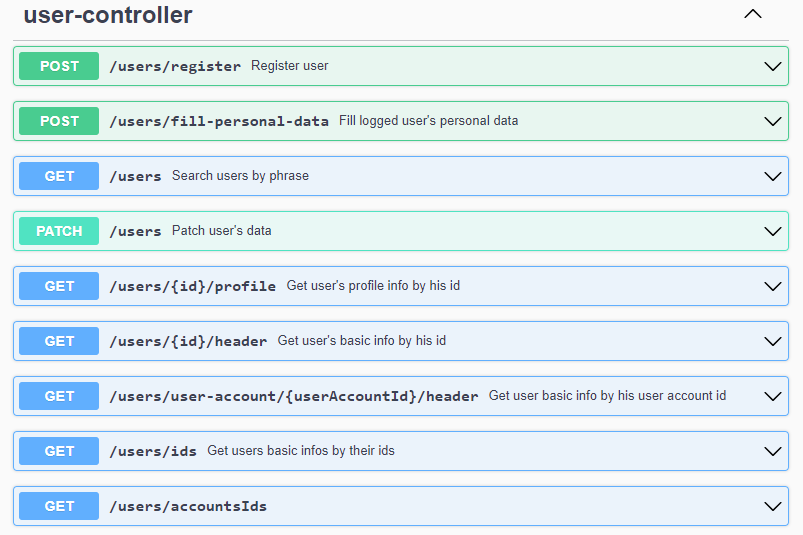 user-controller
POST /users/register Register user
POST /users/fill-personal-data Fill logged user's personal data
GET /users Search users by phrase
PATCH /users Patch user's data
GET /users/{id}/profile Get user's profile info by his id
GET /users/{id}/header Get user's basic info by his id
GET /users/user-account/{userAccountId}/header Get user basic info by his user account id
GET /users/ids Get users basic infos by their ids
GET /users/accountsIds